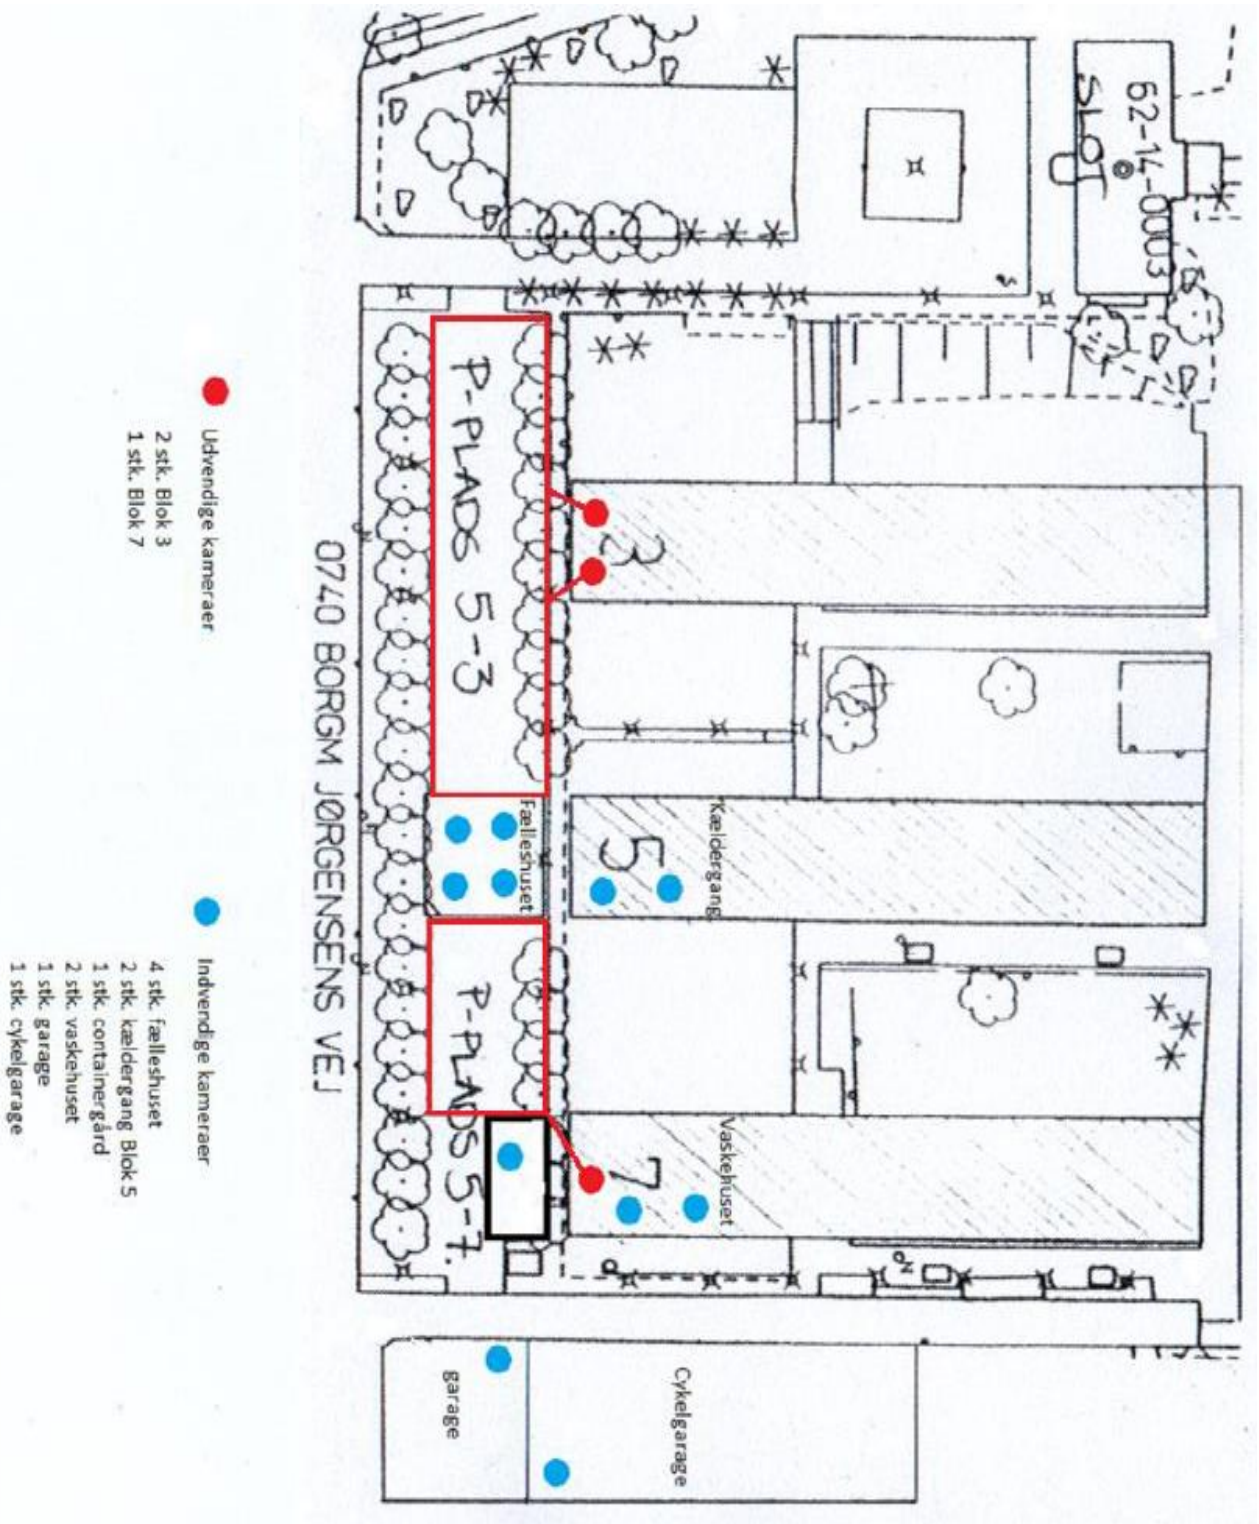 62-14-0003
SLOT
P-PLADS 5-3
3
Fælleshuset
5
Kældergang
P-PLADS 5-7.
7
Vaskehuset
garage
Cykelgarage
0740 BORGM JØRGENSENS VEJ
Udvendige kameraer
2 stk. Blok 3
1 stk. Blok 7
Indvendige kameraer
4 stk. fælleshuset
2 stk. kældergang Blok 5
1 stk. containergård
2 stk. vaskehuset
1 stk. garage
1 stk. cykelgarage